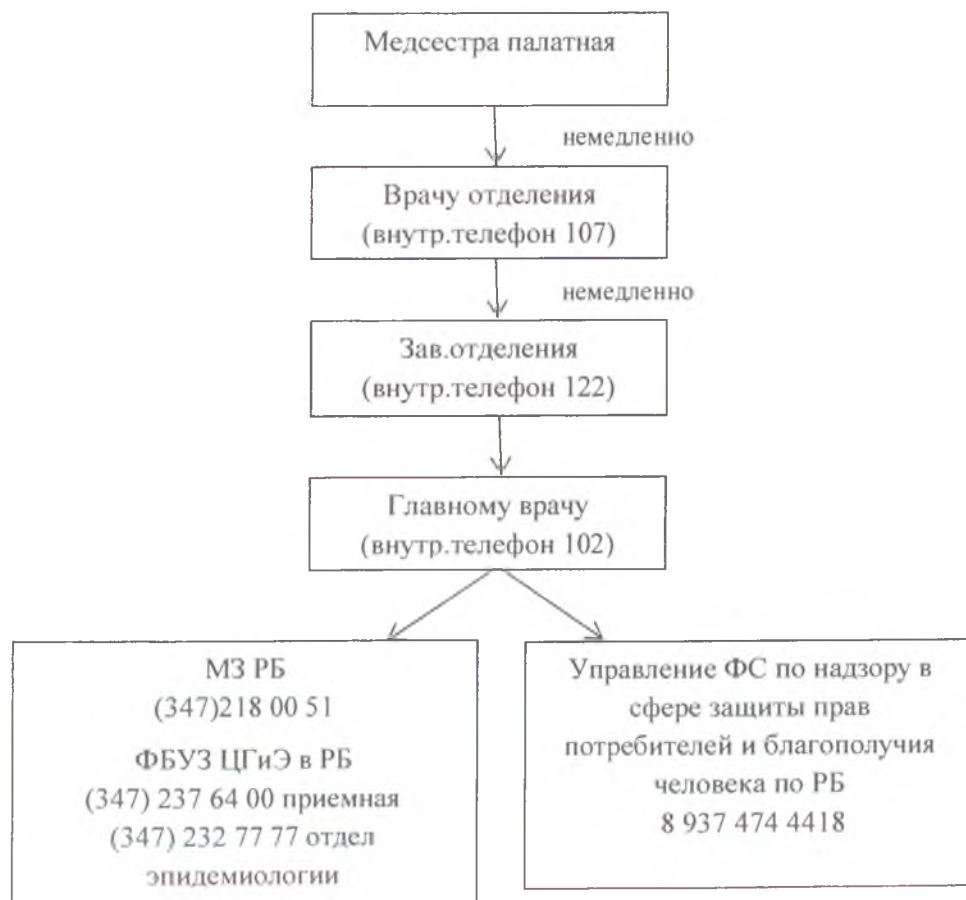 Медсестра палатная
немедленно
Врачу отделения
(внутр.телефон 107)
немедленно
Зав.отделения
(внутр.телефон 122)
Главному врачу
(внутр.телефон 102)
МЗ РБ
(347)218 00 51
ФБУЗ ЦГиЭ в РБ
(347) 237 64 00 приемная
(347) 232 77 77 отдел
эпидемиологии
Управление ФС по надзору в
сфере защиты прав
потребителей и благополучия
человека по РБ
8 937 474 4418